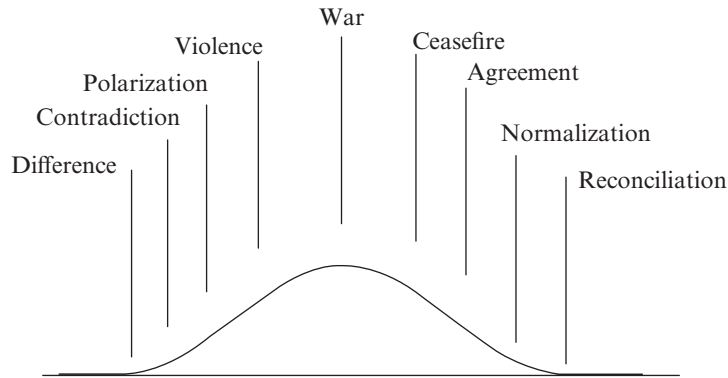 War
Violence
Ceasefire
Polarization
Agreement
Contradiction
Normalization
Difference
Reconciliation